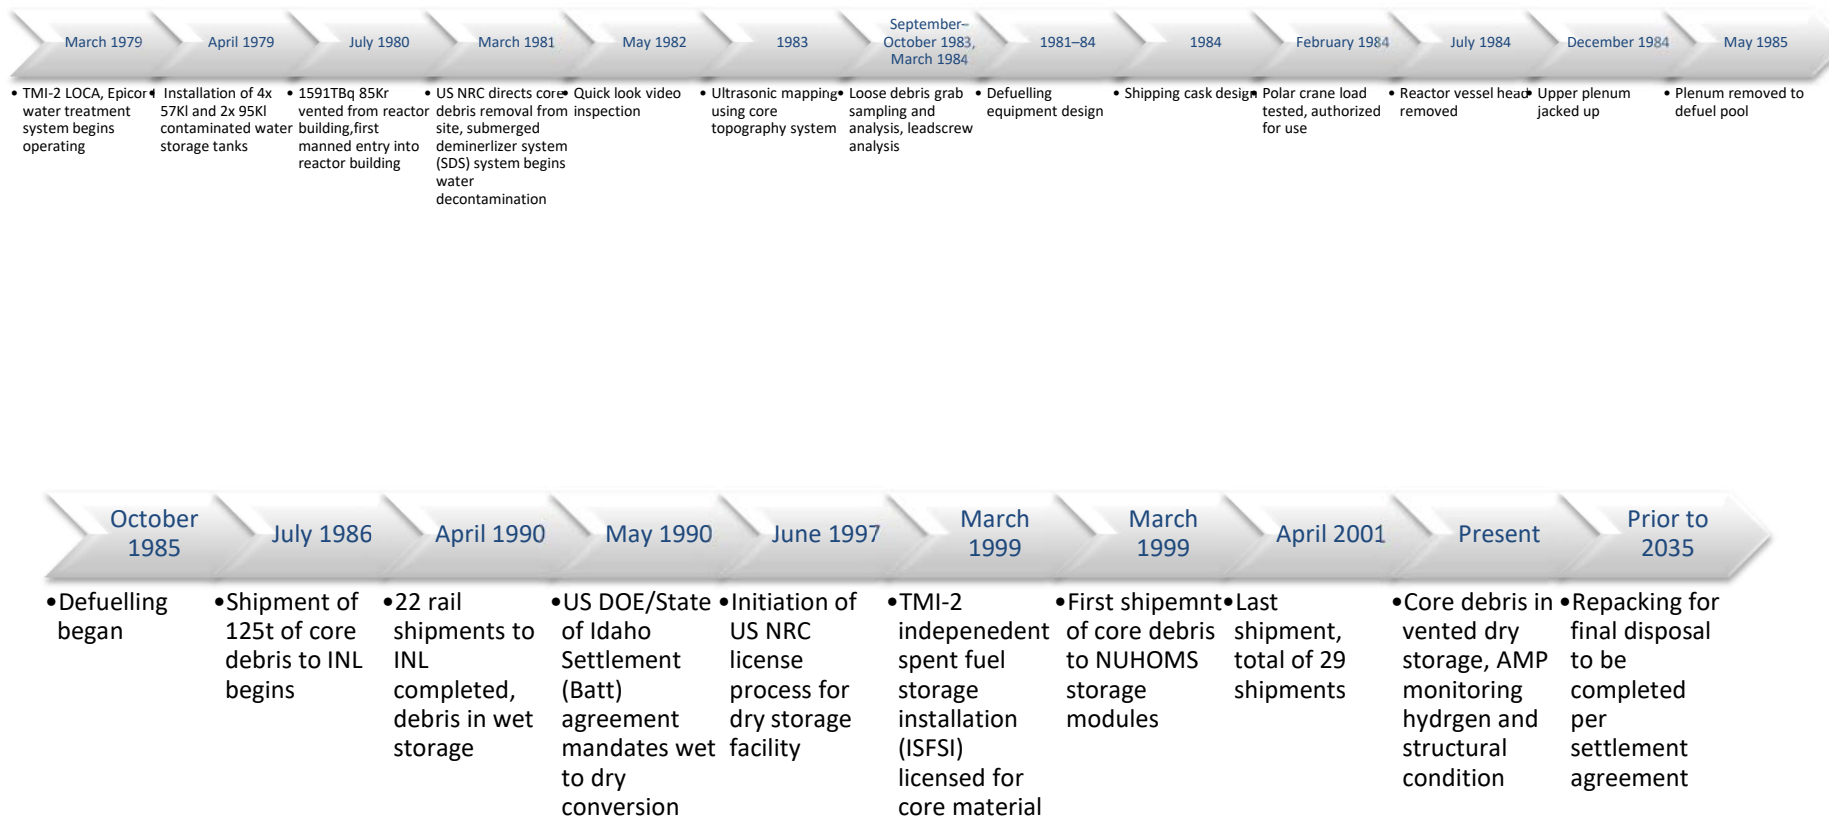 March 1979
• TMI-2 LOCA, Epicor I
water treatment
system begins
operating
April 1979
• Installation of 4x
57Kl and 2x 95Kl
contaminated water
storage tanks
July 1980
• 1591TBq 85Kr
vented from reactor
building,first
manned entry into
reactor building
March 1981
• US NRC directs core
debris removal from
site, submerged
deminerlizer system
(SDS) system begins
water
decontamination
May 1982
• Quick look video
inspection
1983
• Ultrasonic mapping
using core
topography system
September–
October 1983,
March 1984
• Loose debris grab
sampling and
analysis, leadscrew
analysis
1981–84
• Defuelling
equipment design
1984
• Shipping cask design
February 1984
• Polar crane load
tested, authorized
for use
July 1984
• Reactor vessel head
removed
December 1984
• Upper plenum
jacked up
May 1985
• Plenum removed to
defuel pool
October
1985
•Defuelling
began
July 1986
•Shipment of
125t of core
debris to INL
begins
April 1990
•22 rail
shipments to
INL
completed,
debris in wet
storage
May 1990
•US DOE/State
of Idaho
Settlement
(Batt)
agreement
mandates wet
to dry
conversion
June 1997
•Initiation of
US NRC
license
process for
dry storage
facility
March
1999
•TMI-2
indepenedent
spent fuel
storage
installation
(ISFSI)
licensed for
core material
March
1999
•First shipemnt
of core debris
to NUHOMS
storage
modules
April 2001
•Last
shipment,
total of 29
shipments
Present
•Core debris in
vented dry
storage, AMP
monitoring
hydrgen and
structural
condition
Prior to
2035
•Repacking for
final disposal
to be
completed
per
settlement
agreement